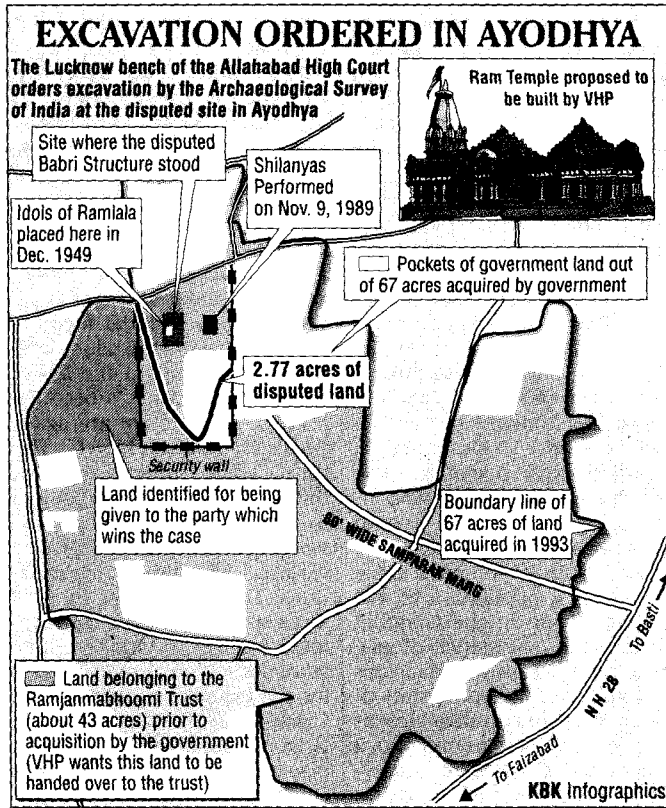 EXCAVATION ORDERED IN AYODHYA
The Lucknow bench of the Allahabad High Court
orders excavation by the Archaeological Survey
of India at the disputed site in Ayodhya
Ram Temple proposed to
be built by VHP
Site where the disputed
Babri Structure stood
Shilanyas
Performed
on Nov. 9, 1989
Idols of Ramlala
placed here in
Dec. 1949
Pockets of government land out
of 67 acres acquired by government
2.77 acres of
disputed land
Security wall
Land identified for being
given to the party which
wins the case
Boundary line of
67 acres of land
acquired in 1993
WIDE SAMPARAK MARG
To Basti
N H 28
To Faizabad
Land belonging to the
Ramjanmabhoomi Trust
(about 43 acres) prior to
acquisition by the government
(VHP wants this land to be
handed over to the trust)
KBK Infographics